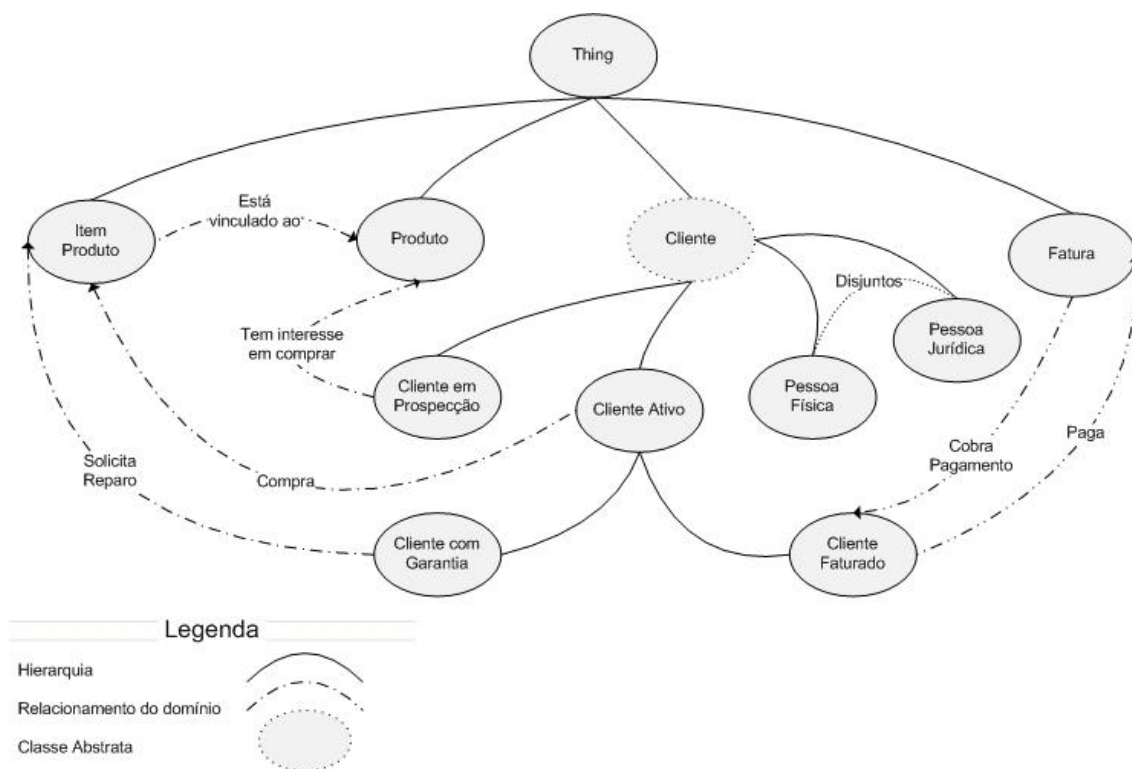 Thing
Está
vinculado ao
Item
Produto
Produto
Cliente
Fatura
Disjuntos
Tem interesse
em comprar
Pessoa
Jurídica
Cliente em
Prospecção
Cliente Ativo
Pessoa
Física
Solicita
Reparo
Compra
Cobra
Pagamento
Paga
Cliente com
Garantia
Cliente
Faturado
Legenda
Hierarquia
Relacionamento do domínio
Classe Abstrata